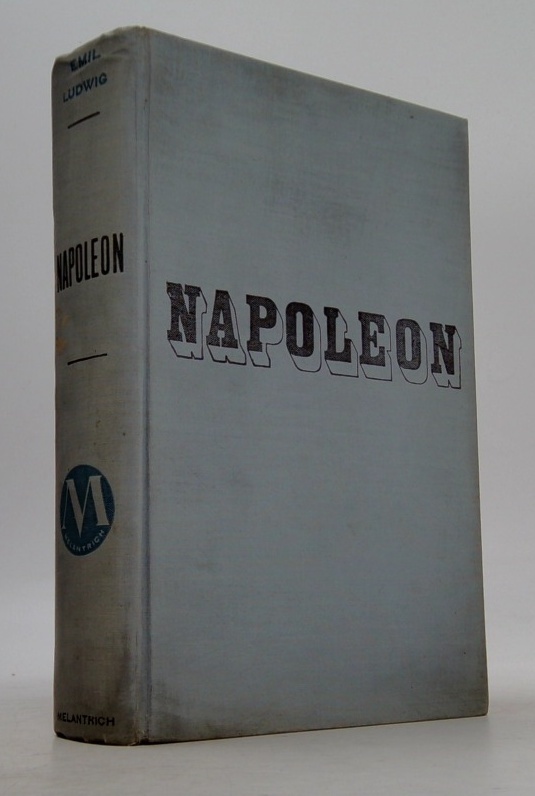 EMIL
LUDWIG
NAPOLEON
M
MELANTRICH
MELANTRICH
NAPOLEON